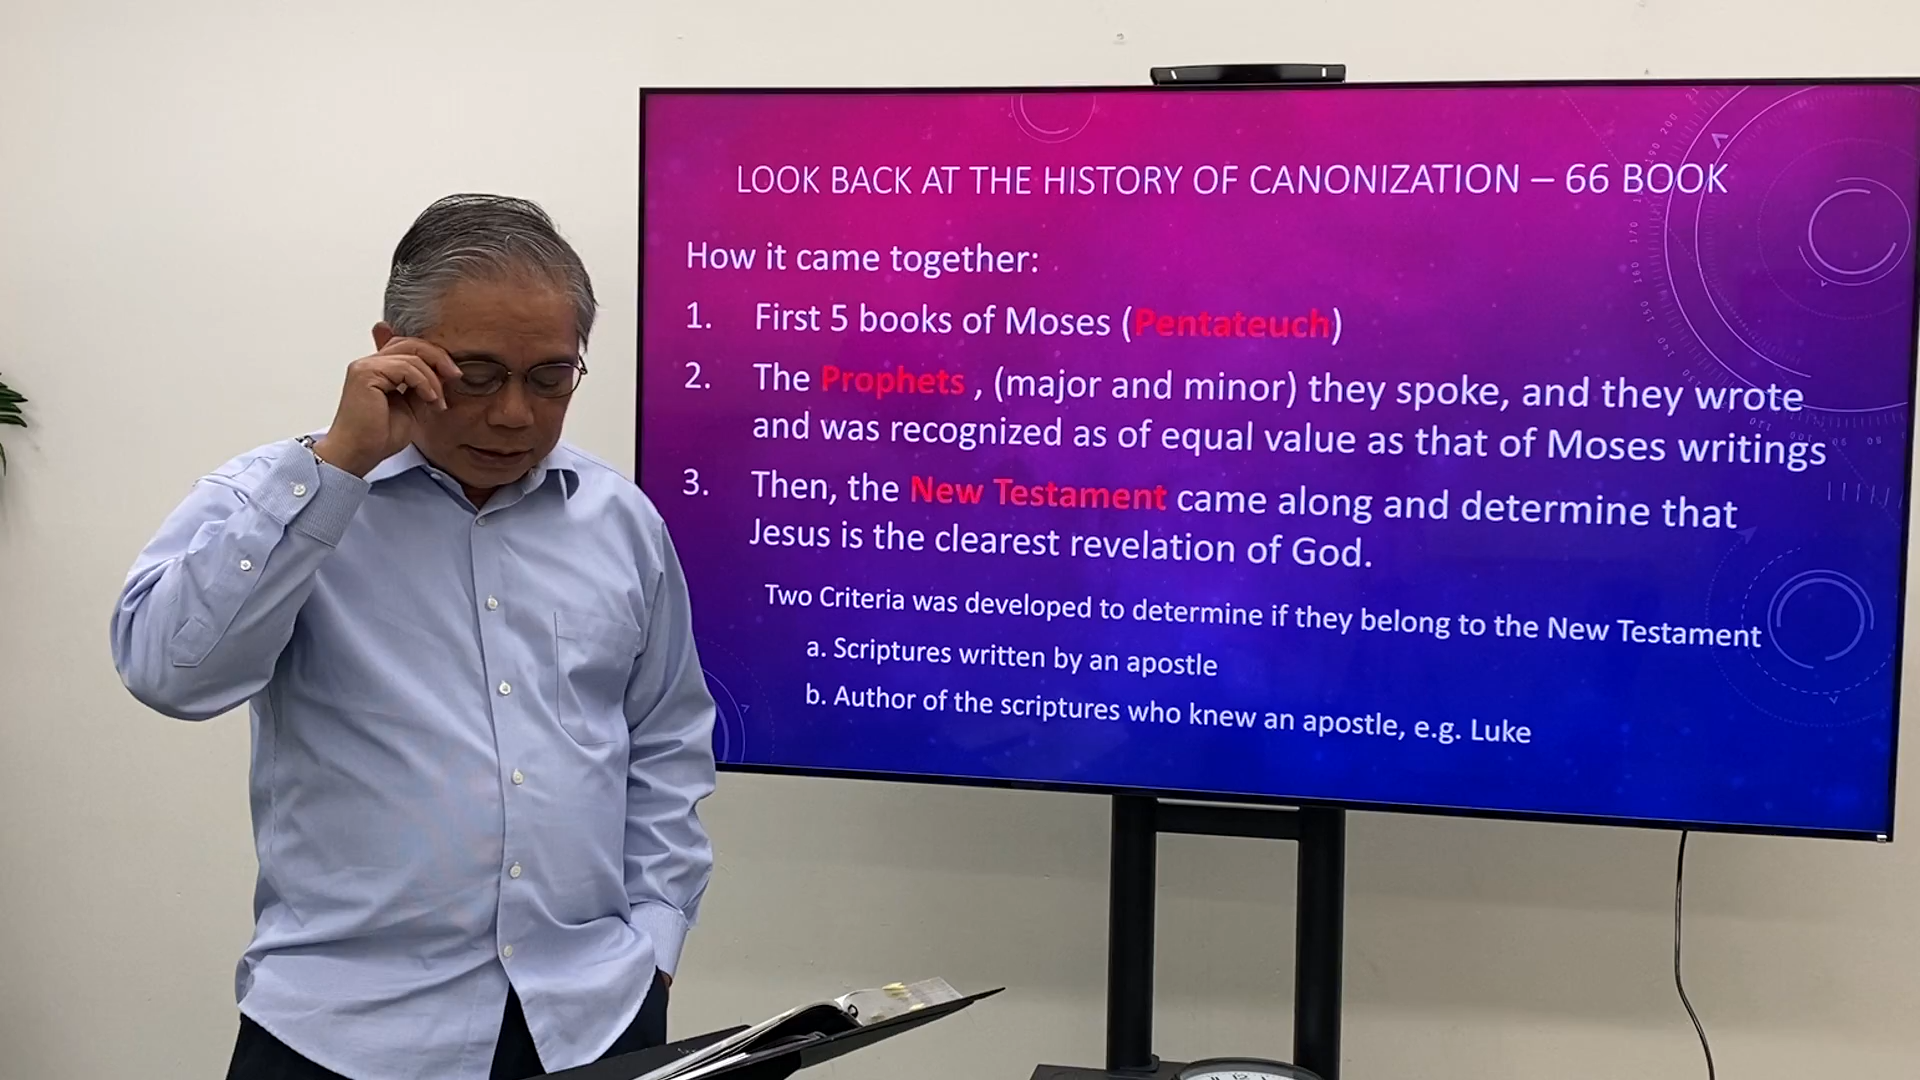 LOOK BACK AT THE HISTORY OF CANONIZATION – 66 BOOK
How it came together:
1. First 5 books of Moses (Pentateuch)
2. The Prophets , (major and minor) they spoke, and they wrote
and was recognized as of equal value as that of Moses writings
3. Then, the New Testament came along and determine that
Jesus is the clearest revelation of God.
Two Criteria was developed to determine if they belong to the New Testament
a. Scriptures written by an apostle
b. Author of the scriptures who knew an apostle, e.g. Luke